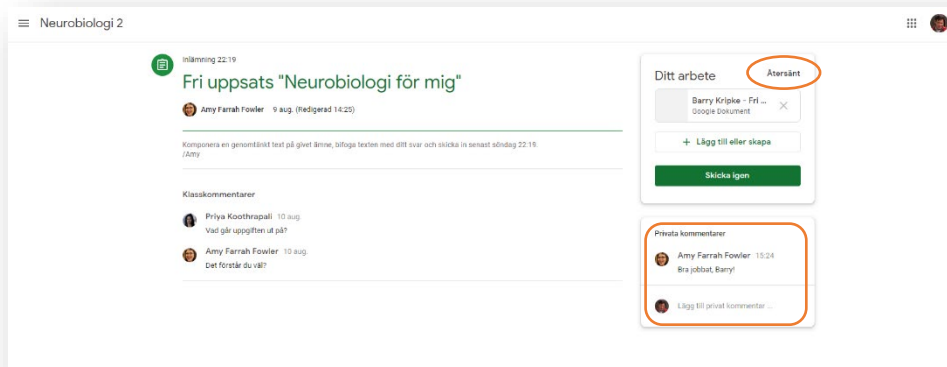 Neurobiologi 2
Inlämning 22:19
Fri uppsats "Neurobiologi för mig"
Amy Farrah Fowler 9 aug. (Redigerad 14:25)
Komponera en genomtänkt text på givet ämne, bifoga texten med ditt svar och skicka in senast söndag 22:19.
/Amy
Klasskommentarer
Priya Koothrapali 10 aug.
Vad går uppgiften ut på?
Amy Farrah Fowler 10 aug.
Det förstår du väl?
Ditt arbete Återsänt
Barry Kripke - Fri ...
Google Dokument
+ Lägg till eller skapa
Skicka igen
Privata kommentarer
Amy Farrah Fowler 15:24
Bra jobbat, Barry!
Lägg till privat kommentar ...